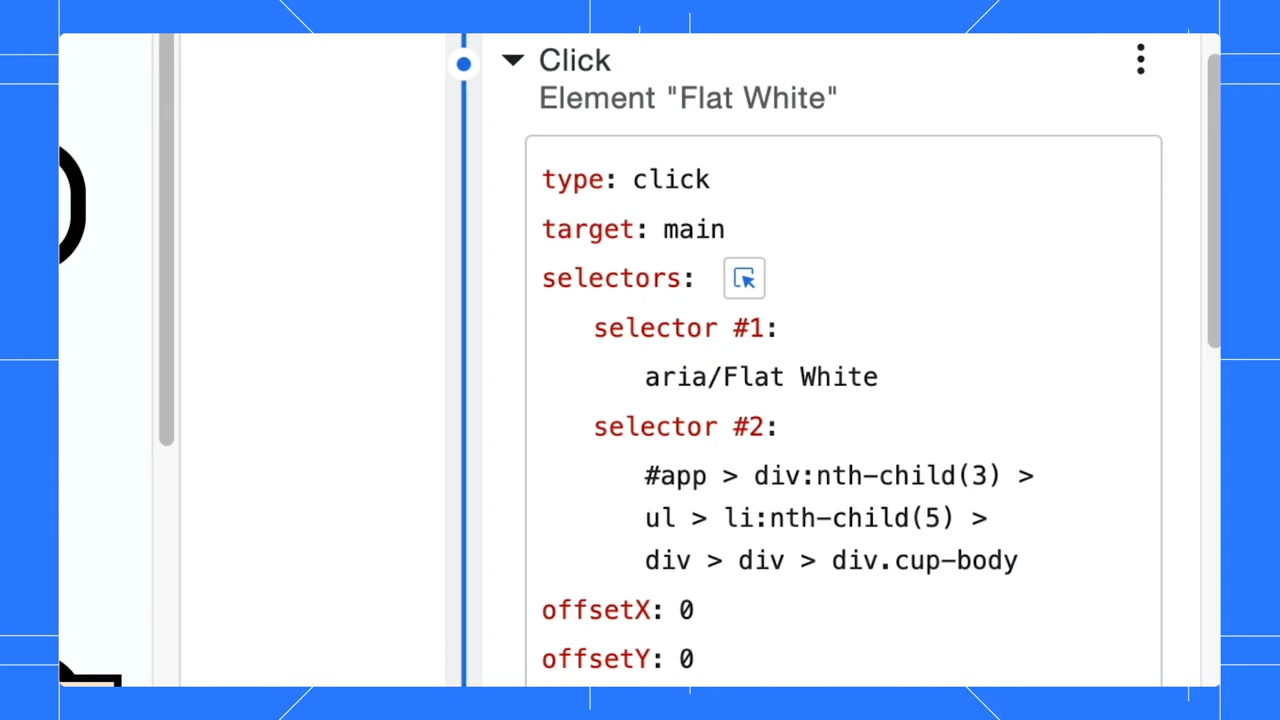 Click
Element "Flat White"
type: click
target: main
selectors:
selector #1:
aria/Flat White
selector #2:
#app > div:nth-child(3) >
ul > li:nth-child(5) >
div > div > div.cup-body
offsetX: 0
offsetY: 0